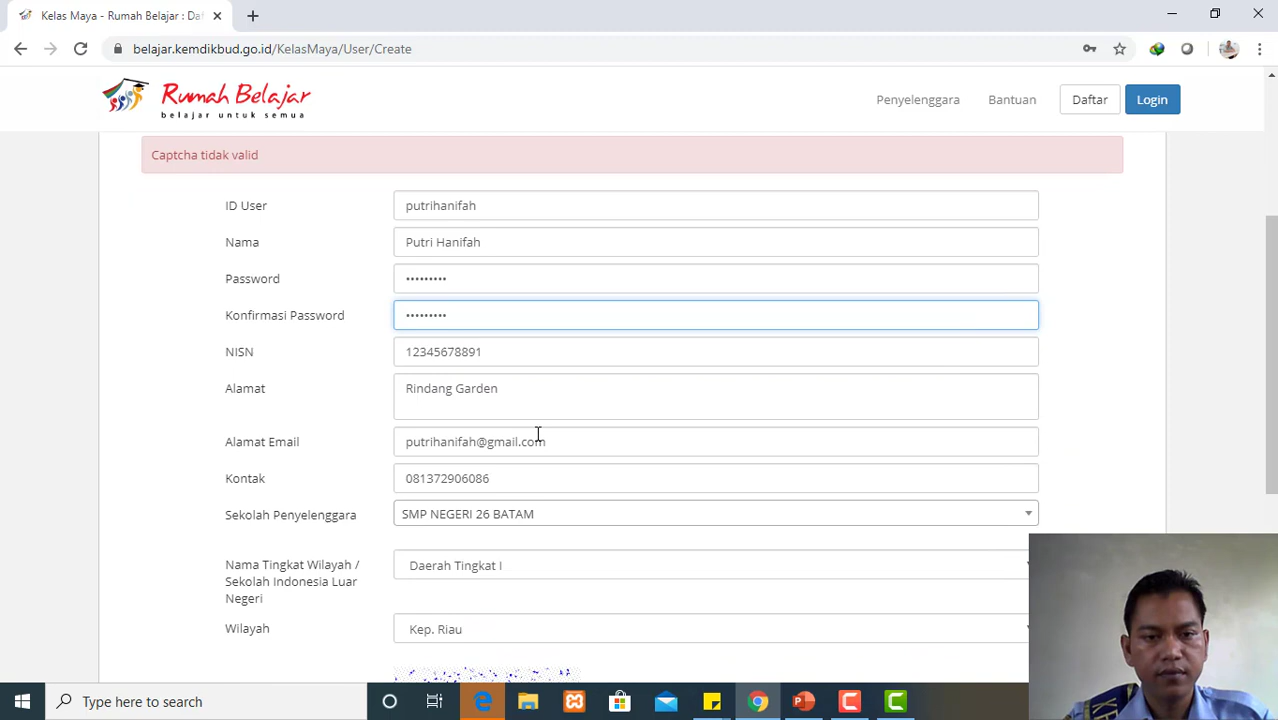 Kelas Maya - Rumah Belajar : Da
belajar.kemdikbud.go.id/KelasMaya/User/Create
Rumah Belajar
belajar untuk semua
Penyelenggara
Bantuan
Daftar
Login
Captcha tidak valid
ID User
putrihanifah
Nama
Putri Hanifah
Password
•••••••••
Konfirmasi Password
•••••••••
NISN
12345678891
Alamat
Rindang Garden
Alamat Email
putrihanifah@gmail.com
Kontak
081372906086
Sekolah Penyelenggara
SMP NEGERI 26 BATAM
Nama Tingkat Wilayah /
Sekolah Indonesia Luar
Negeri
Daerah Tingkat I
Wilayah
Kep. Riau
Type here to search